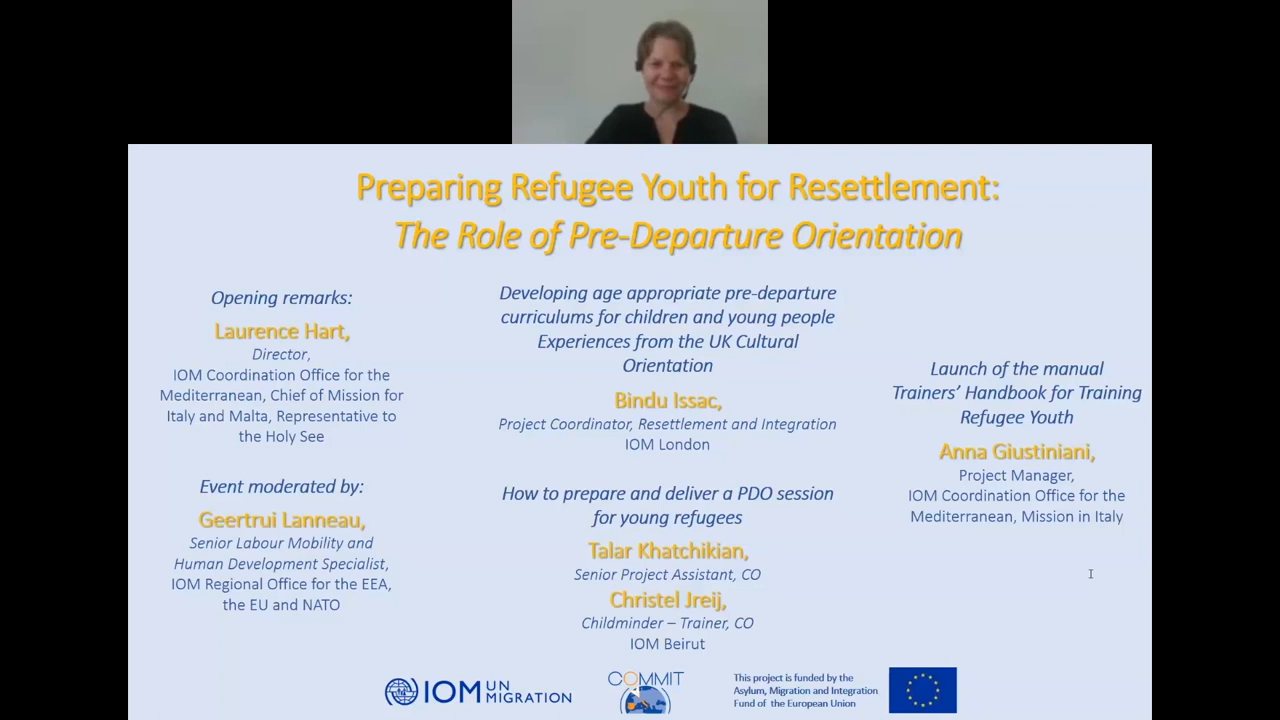 Preparing Refugee Youth for Resettlement:
The Role of Pre-Departure Orientation
Opening remarks:
Laurence Hart,
Director,
IOM Coordination Office for the
Mediterranean, Chief of Mission for
Italy and Malta, Representative to
the Holy See
Event moderated by:
Geertrui Lanneau,
Senior Labour Mobility and
Human Development Specialist,
IOM Regional Office for the EEA,
the EU and NATO
Developing age appropriate pre-departure
curriculums for children and young people
Experiences from the UK Cultural
Orientation
Bindu Issac,
Project Coordinator, Resettlement and Integration
IOM London
How to prepare and deliver a PDO session
for young refugees
Talar Khatchikian,
Senior Project Assistant, CO
Christel Jreij,
Childminder – Trainer, CO
IOM Beirut
Launch of the manual
Trainers' Handbook for Training
Refugee Youth
Anna Giustiniani,
Project Manager,
IOM Coordination Office for the
Mediterranean, Mission in Italy
IOM UN MIGRATION
COMMIT
This project is funded by the
Asylum, Migration and Integration
Fund of the European Union